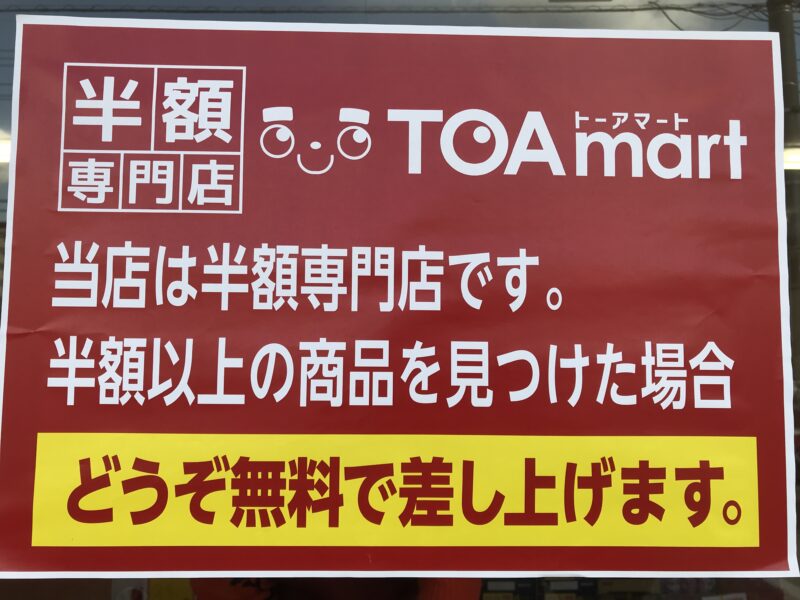 半額
専門店
トーアマート
TOAmart
当店は半額専門店です。
半額以上の商品を見つけた場合
どうぞ無料で差し上げます。